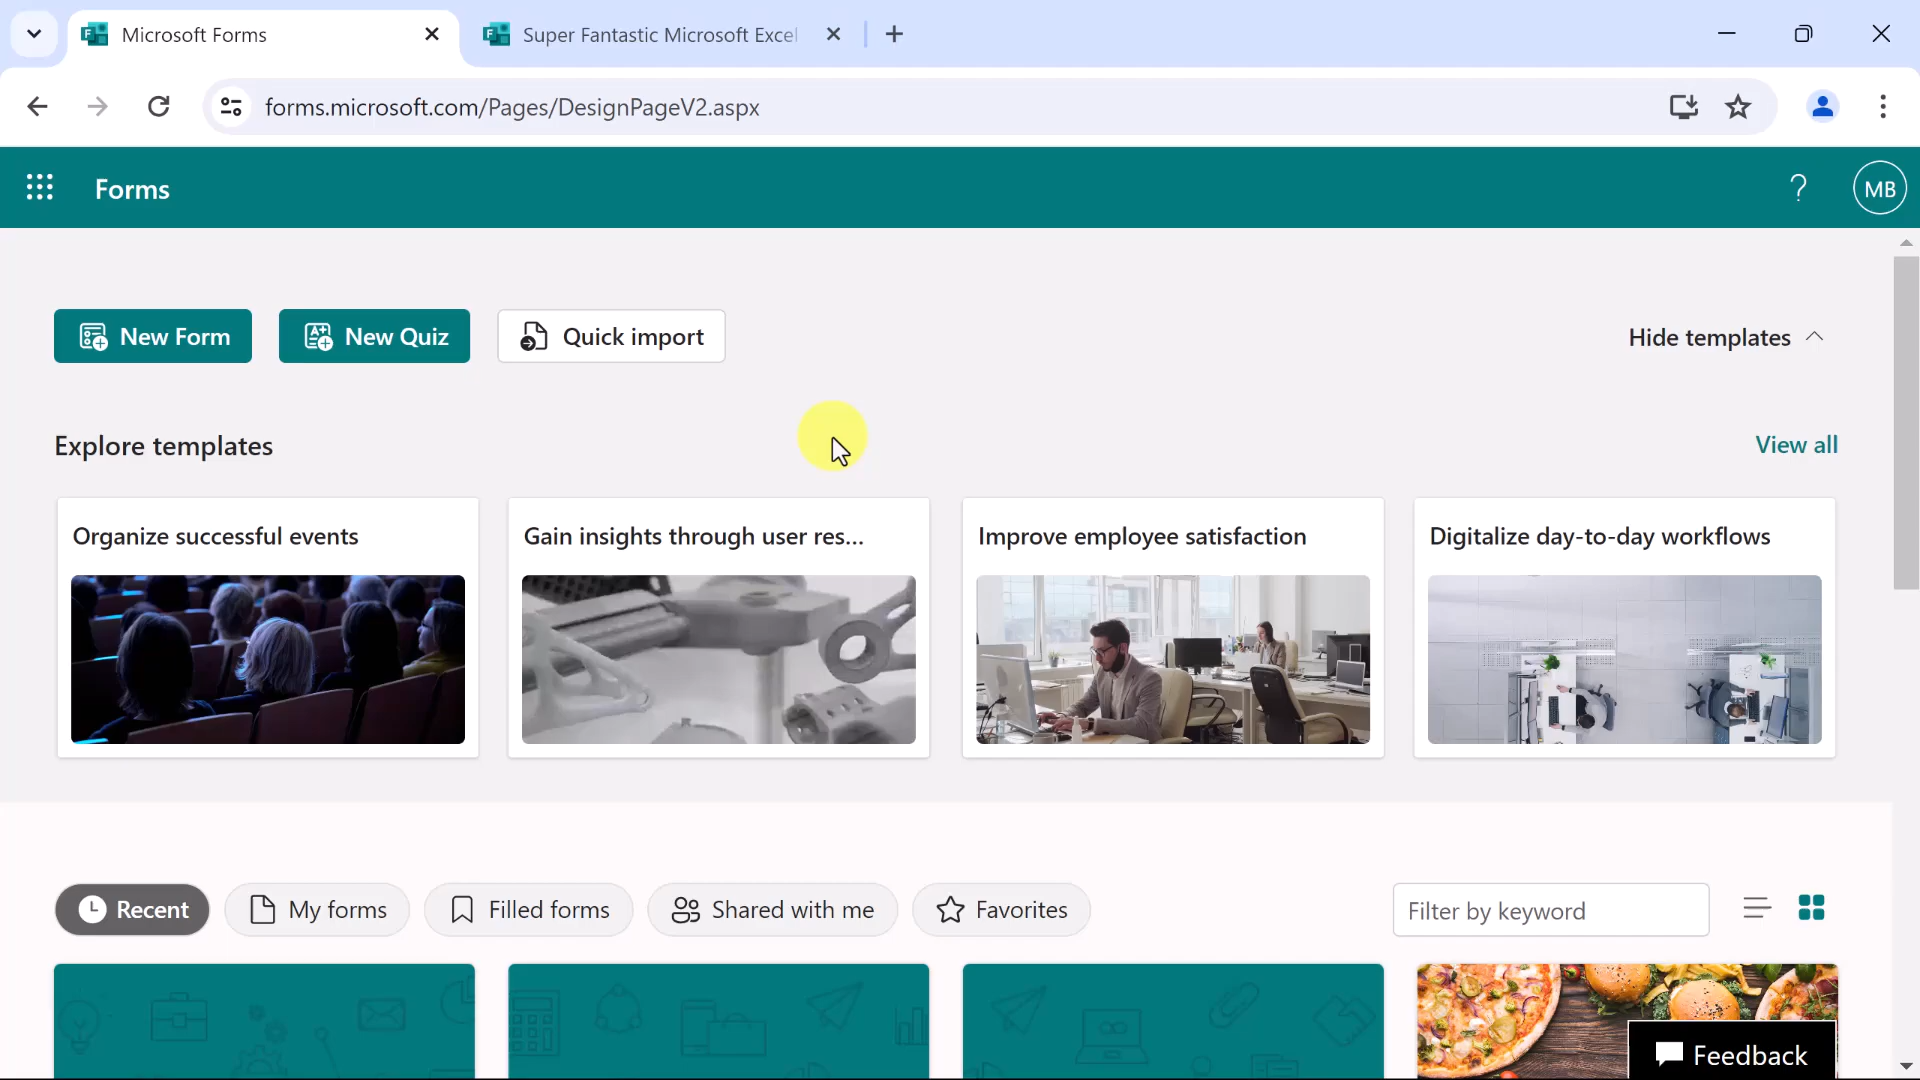 Microsoft Forms
Super Fantastic Microsoft Excel
forms.microsoft.com/Pages/DesignPageV2.aspx
Forms
?
MB
New Form
New Quiz
Quick import
Hide templates
Explore templates
View all
Organize successful events
Gain insights through user res...
Improve employee satisfaction
Digitalize day-to-day workflows
Recent
My forms
Filled forms
Shared with me
Favorites
Filter by keyword
Feedback